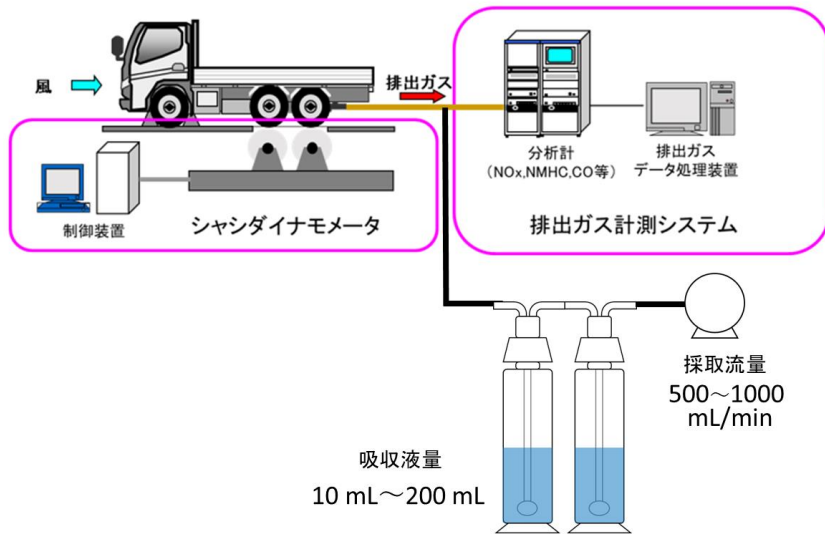 風
排出ガス
分析計
(NOx,NMHC,CO等)
排出ガス
データ処理装置
制御装置
シャシダイナモメータ
排出ガス計測システム
採取流量
500～1000
mL/min
吸収液量
10 mL～200 mL